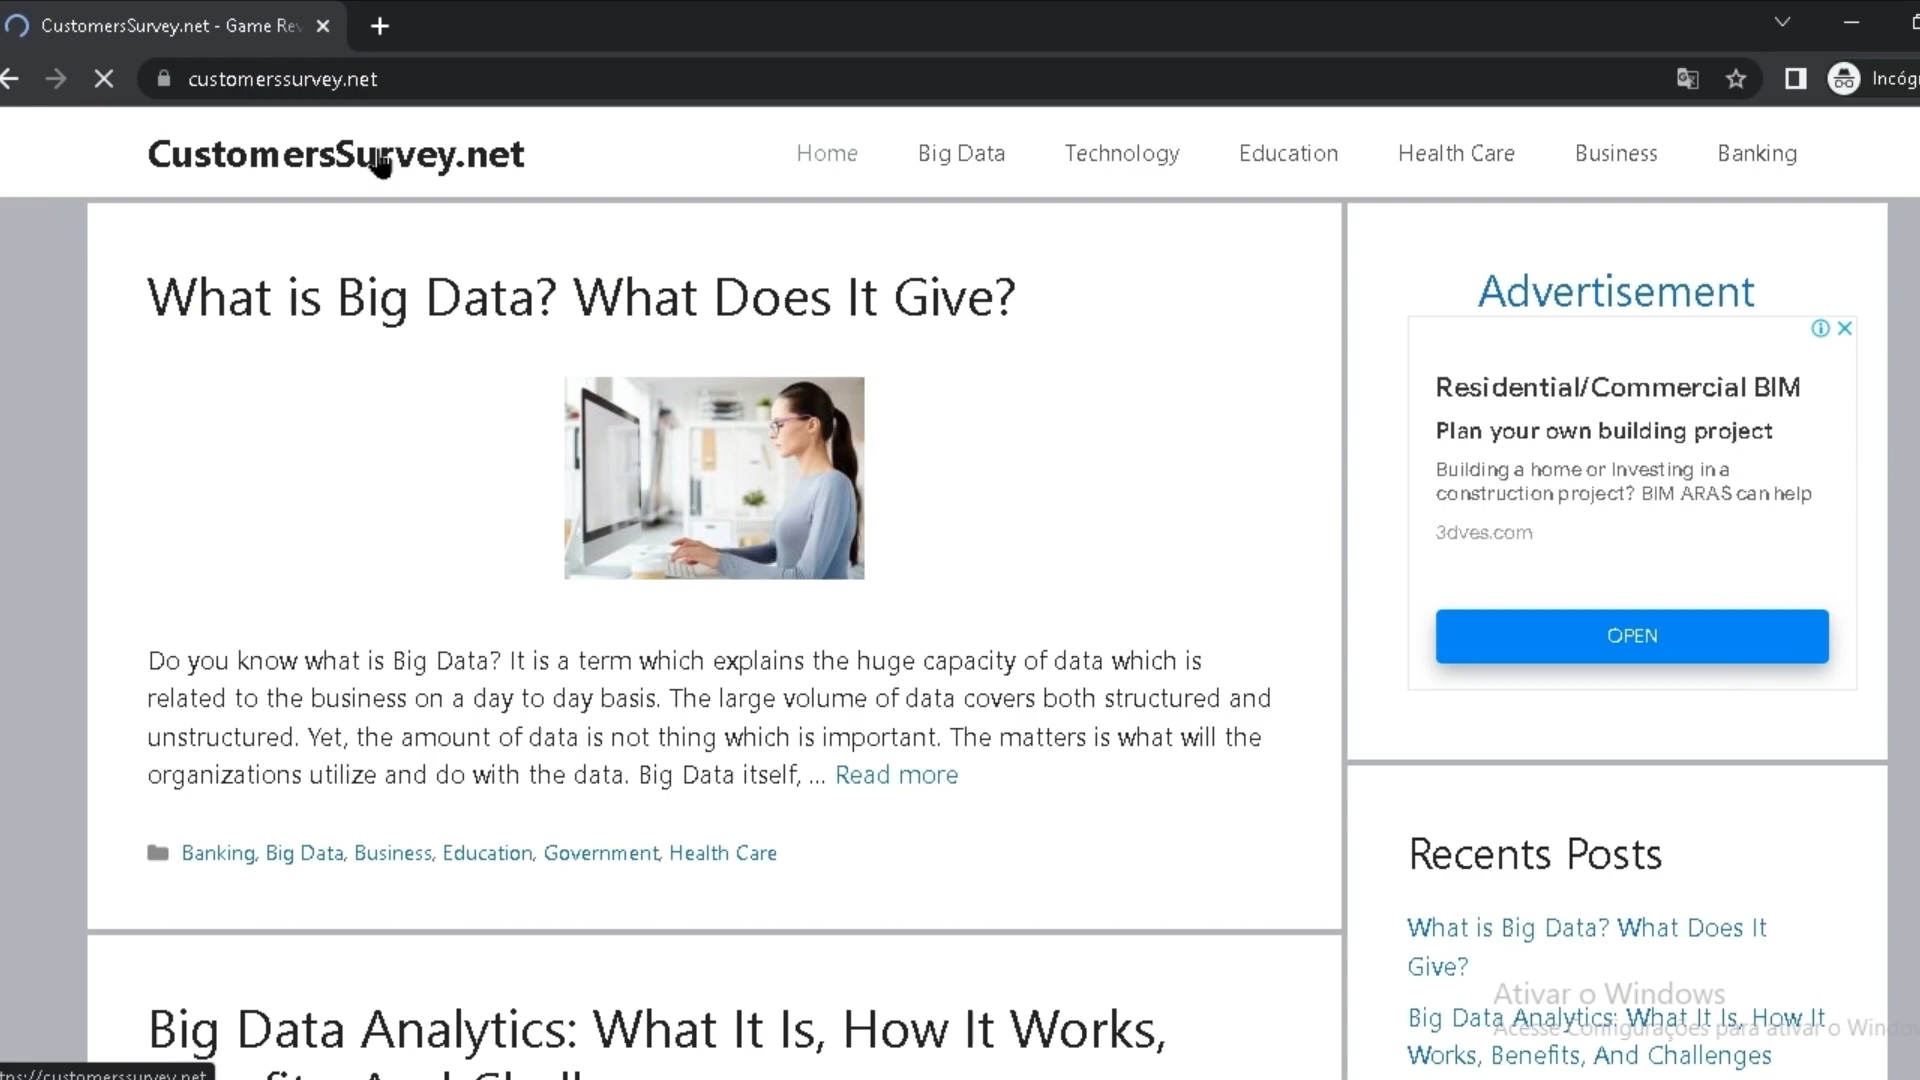 CustomersSurvey.net - Game Rev
customerssurvey.net
Incóg
CustomersSurvey.net
Home Big Data Technology Education Health Care Business Banking
What is Big Data? What Does It Give?
Do you know what is Big Data? It is a term which explains the huge capacity of data which is
related to the business on a day to day basis. The large volume of data covers both structured and
unstructured. Yet, the amount of data is not thing which is important. The matters is what will the
organizations utilize and do with the data. Big Data itself, ... Read more
Banking, Big Data, Business, Education, Government, Health Care
Big Data Analytics: What It Is, How It Works,
Advertisement
Residential/Commercial BIM
Plan your own building project
Building a home or Investing in a
construction project? BIM ARAS can help
3dves.com
OPEN
Recents Posts
What is Big Data? What Does It
Give?
Big Data Analytics: What It Is, How It
Works, Benefits, And Challenges
Ativar o Windows
Acesse Configurações para ativar o Windows
tps://customerssurvey.net